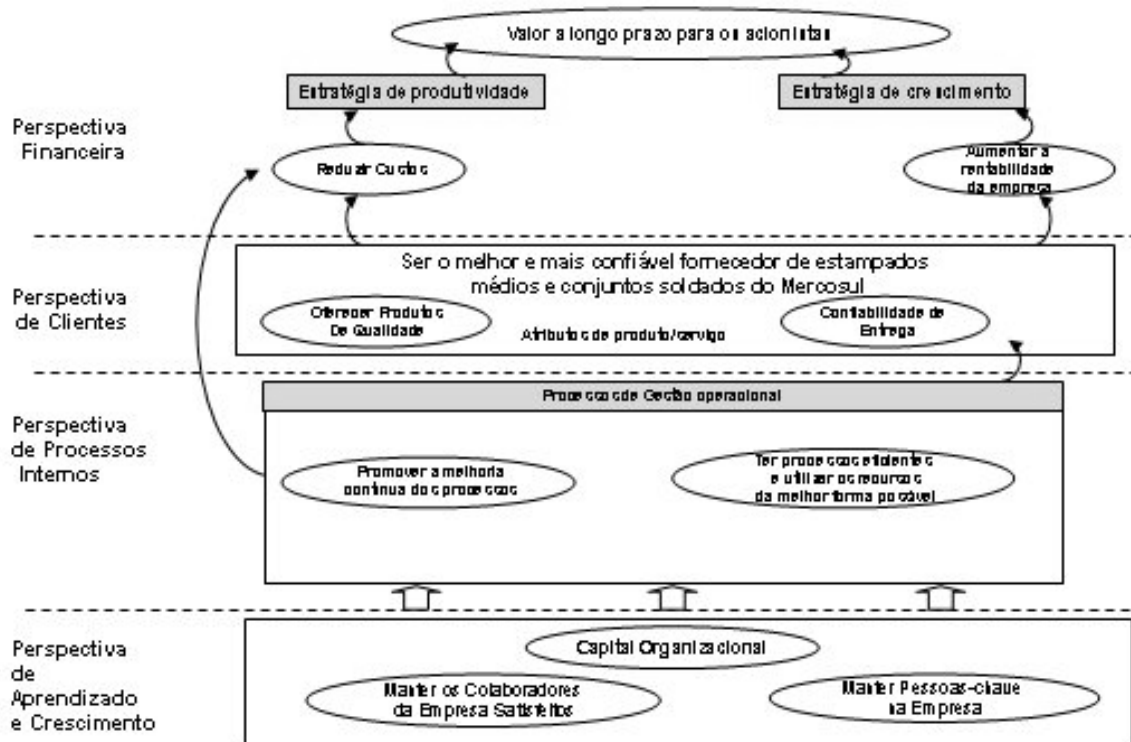 Valor a longo prazo para os acionistas
Estratégia de produtividade
Estratégia de crescimento
Perspectiva
Financeira
Reduzir Custos
Aumentar a
rentabilidade
da empresa
Ser o melhor e mais confiável fornecedor de estampados
médios e conjuntos soldados do Mercosul
Perspectiva
de Clientes
Oferecer Produtos
De Qualidade
Atributos de produto/serviço
Confiabilidade de
Entrega
Processos de Gestão operacional
Perspectiva
de Processos
Internos
Promover a melhoria
contínua dos processos
Ter processos eficientes
e utilizar os recursos
da melhor forma possível
Capital Organizacional
Perspectiva
de
Aprendizado
e Crescimento
Manter os Colaboradores
da Empresa Satisfeitos
Manter Pessoas-chave
na Empresa